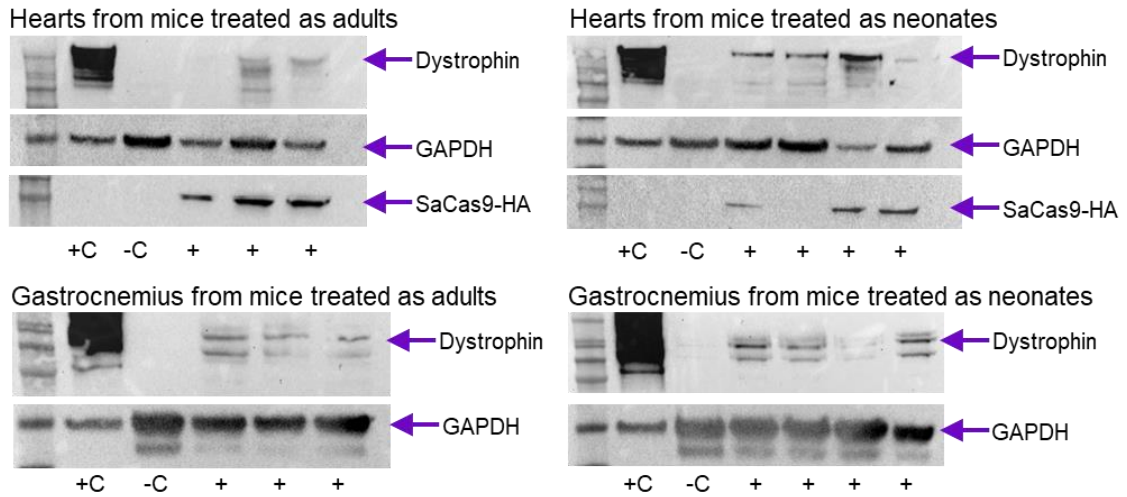 Hearts from mice treated as adults
Dystrophin
GAPDH
SaCas9-HA
+C -C + + +
Hearts from mice treated as neonates
Dystrophin
GAPDH
SaCas9-HA
+C -C + + + +
Gastrocnemius from mice treated as adults
Dystrophin
GAPDH
+C -C + + +
Gastrocnemius from mice treated as neonates
Dystrophin
GAPDH
+C -C + + + +